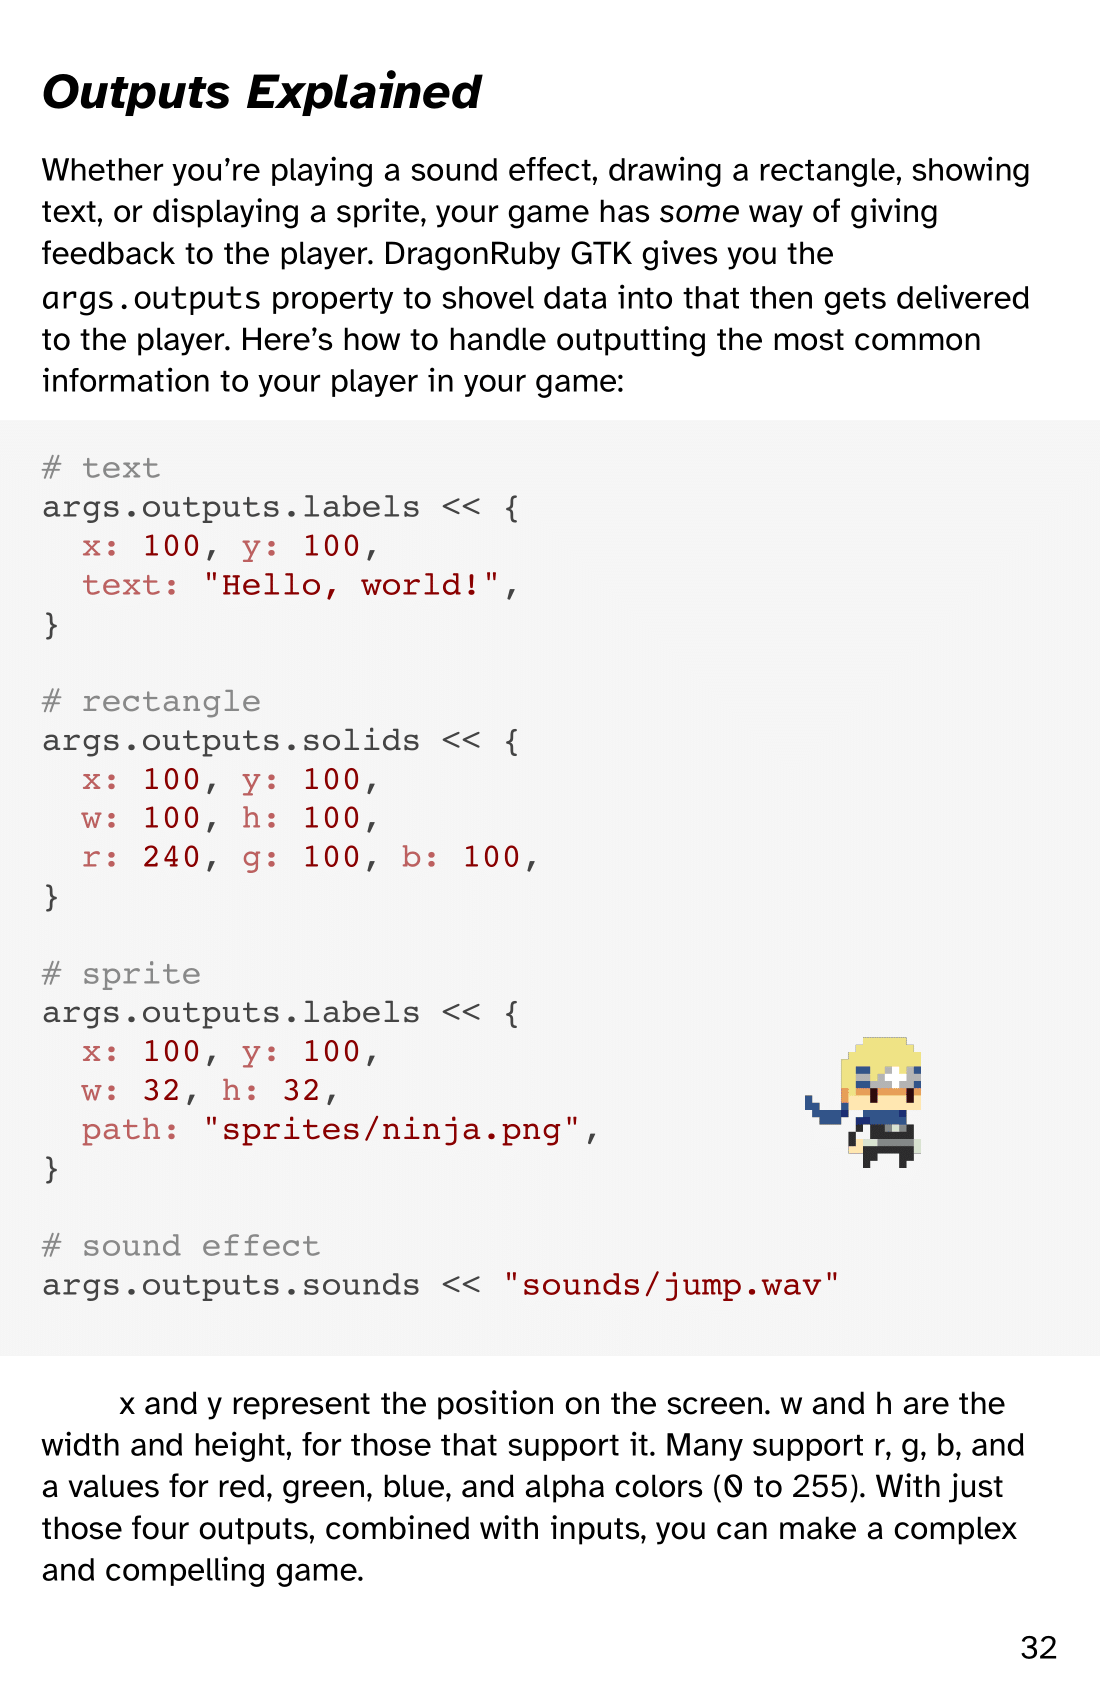 Outputs Explained
Whether you’re playing a sound effect, drawing a rectangle, showing
text, or displaying a sprite, your game has some way of giving
feedback to the player. DragonRuby GTK gives you the
args.outputs property to shovel data into that then gets delivered
to the player. Here’s how to handle outputting the most common
information to your player in your game:
# text
args.outputs.labels << {
  x: 100, y: 100,
  text: "Hello, world!",
}
# rectangle
args.outputs.solids << {
  x: 100, y: 100,
  w: 100, h: 100,
  r: 240, g: 100, b: 100,
}
# sprite
args.outputs.labels << {
  x: 100, y: 100,
  w: 32, h: 32,
  path: "sprites/ninja.png",
}
# sound effect
args.outputs.sounds << "sounds/jump.wav"
x and y represent the position on the screen. w and h are the
width and height, for those that support it. Many support r, g, b, and
a values for red, green, blue, and alpha colors (0 to 255). With just
those four outputs, combined with inputs, you can make a complex
and compelling game.
32